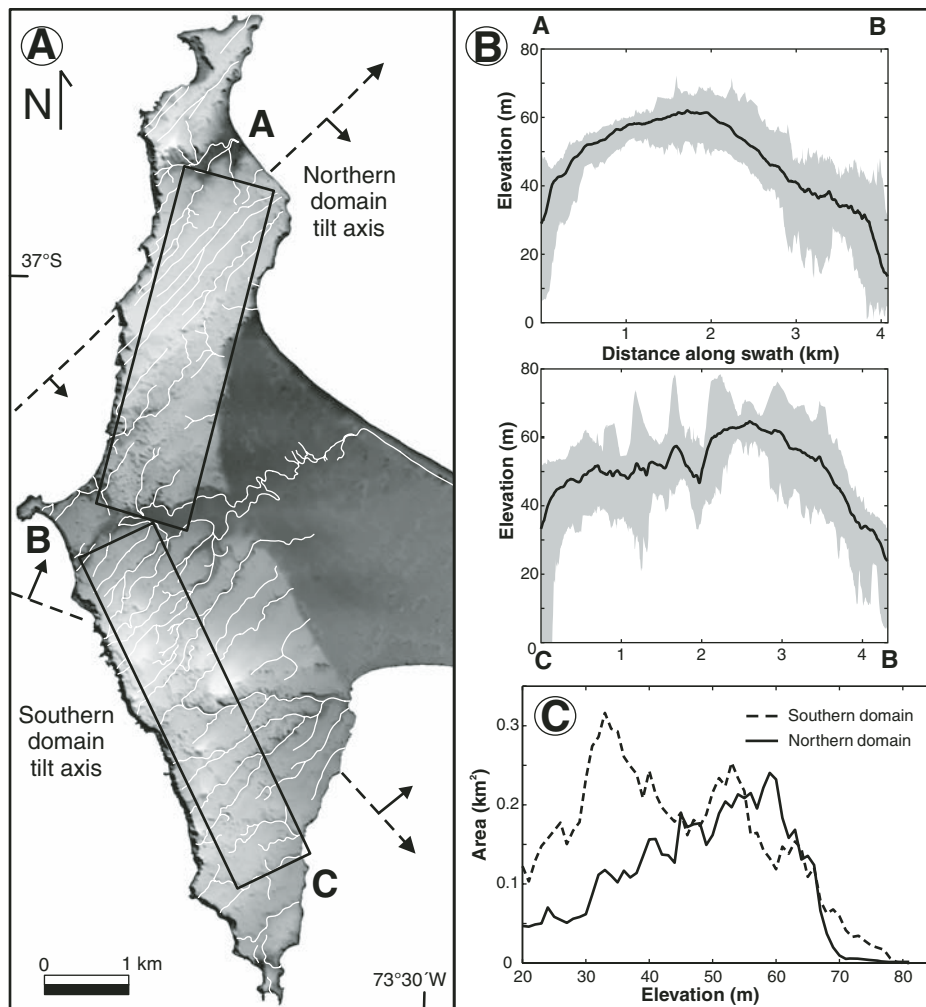 A
N
A
Northern
domain
tilt axis
37°S
B
Southern
domain
tilt axis
C
0 1 km
73°30´W
B
A B
Elevation (m)
80
60
40
20
0
1 2 3 4
Distance along swath (km)
Elevation (m)
80
60
40
20
0
C 1 2 3 4 B
C
Southern domain
Northern domain
Area (km²)
0.3
0.2
0.1
0
20 30 40 50 60 70 80
Elevation (m)